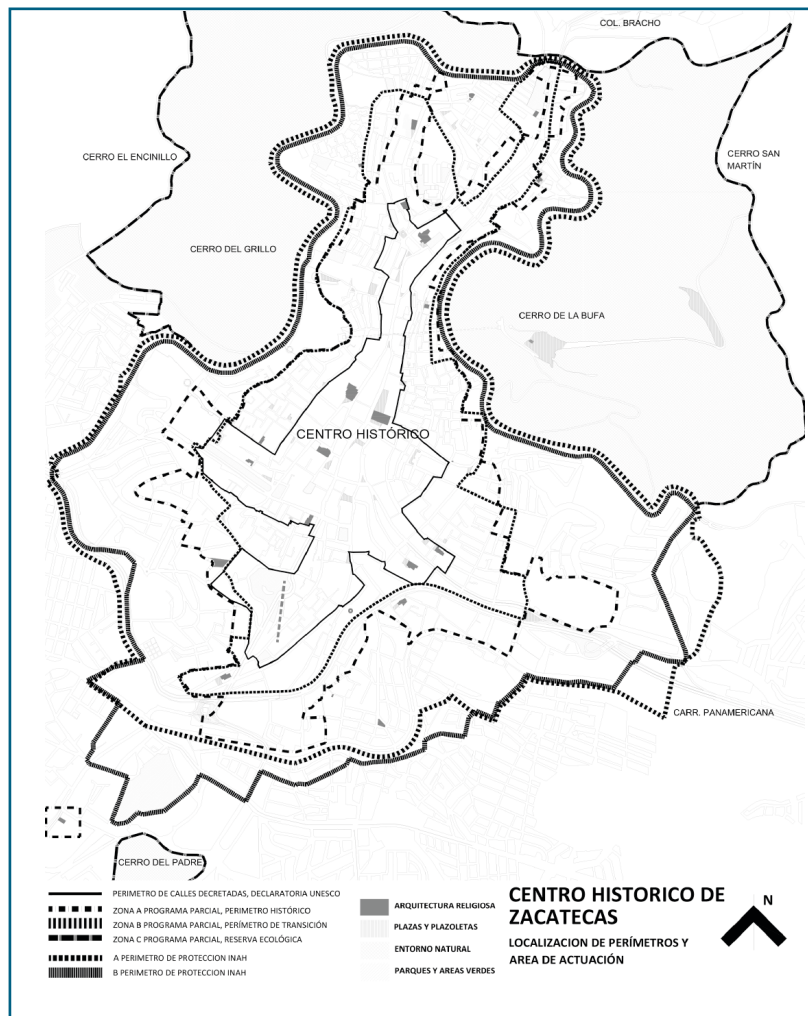 COL. BRACHO
CERRO EL ENCINILLO
CERRO SAN
MARTÍN
CERRO DEL GRILLO
CERRO DE LA BUFA
CENTRO HISTÓRICO
CARR. PANAMERICANA
CERRO DEL PADRE
PERIMETRO DE CALLES DECRETADAS, DECLARATORIA UNESCO
ZONA A PROGRAMA PARCIAL, PERIMETRO HISTÓRICO
ZONA B PROGRAMA PARCIAL, PERÍMETRO DE TRANSICIÓN
ZONA C PROGRAMA PARCIAL, RESERVA ECOLÓGICA
A PERIMETRO DE PROTECCION INAH
B PERIMETRO DE PROTECCION INAH
ARQUITECTURA RELIGIOSA
PLAZAS Y PLAZOLETAS
ENTORNO NATURAL
PARQUES Y AREAS VERDES
CENTRO HISTORICO DE
ZACATECAS
LOCALIZACION DE PERÍMETROS Y
AREA DE ACTUACIÓN
N